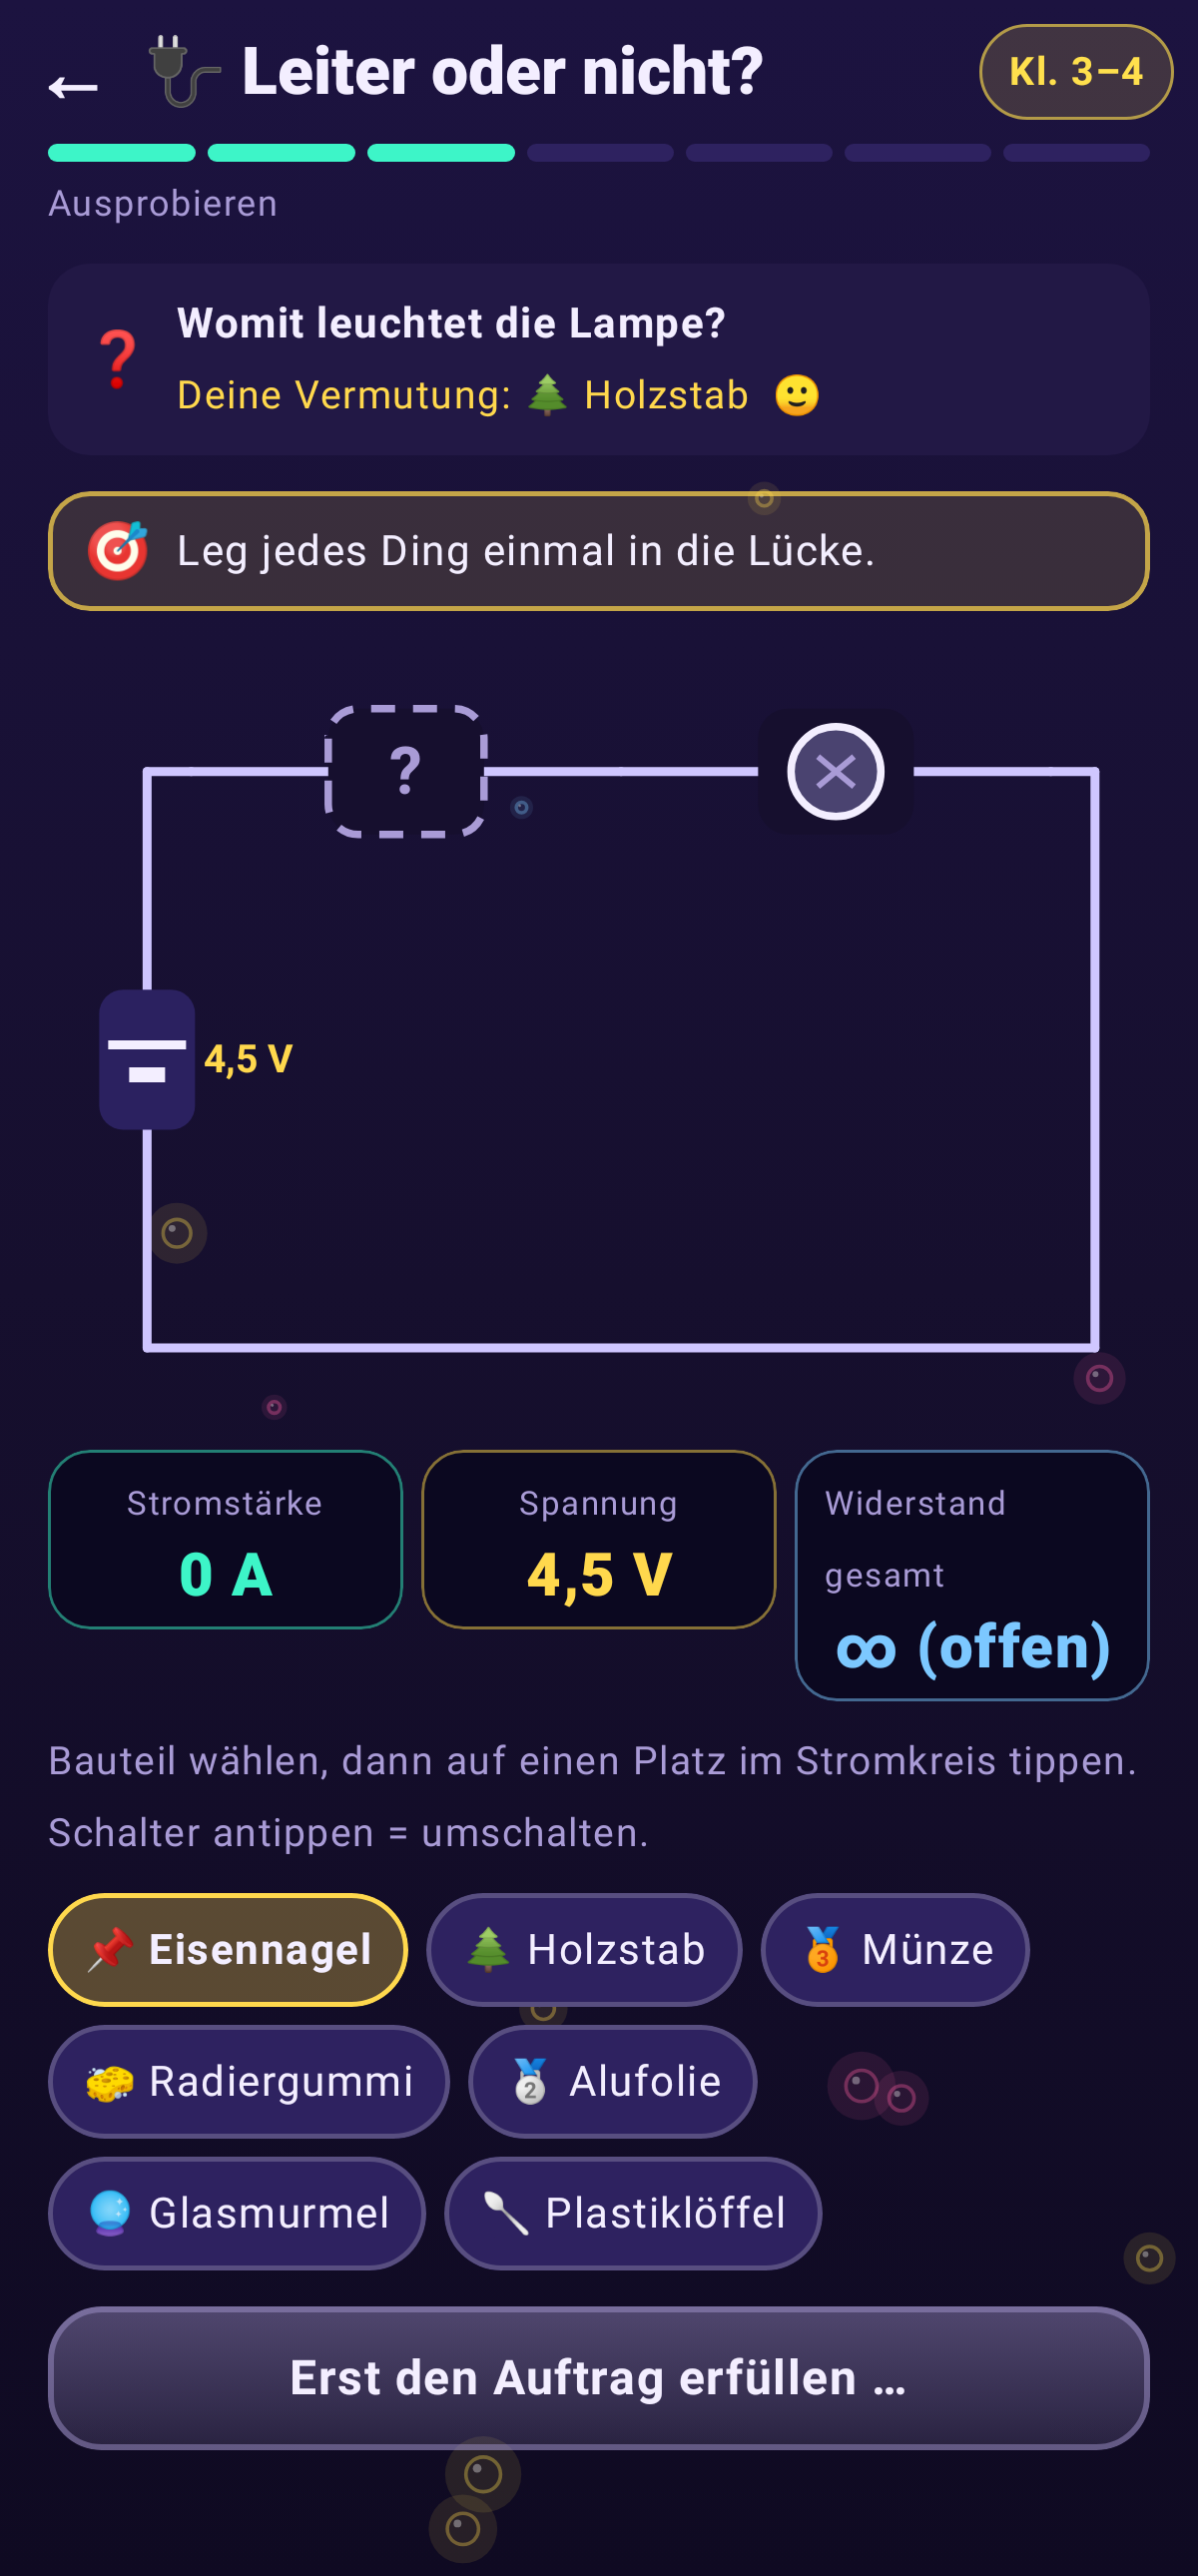 Leiter oder nicht?
Kl. 3–4
Ausprobieren
Womit leuchtet die Lampe?
Deine Vermutung: 🌲 Holzstab 🙂
Leg jedes Ding einmal in die Lücke.
?
4,5 V
Stromstärke
0 A
Spannung
4,5 V
Widerstand
gesamt
∞ (offen)
Bauteil wählen, dann auf einen Platz im Stromkreis tippen.
Schalter antippen = umschalten.
Eisennagel
Holzstab
Münze
Radiergummi
Alufolie
Glasmurmel
Plastiklöffel
Erst den Auftrag erfüllen …